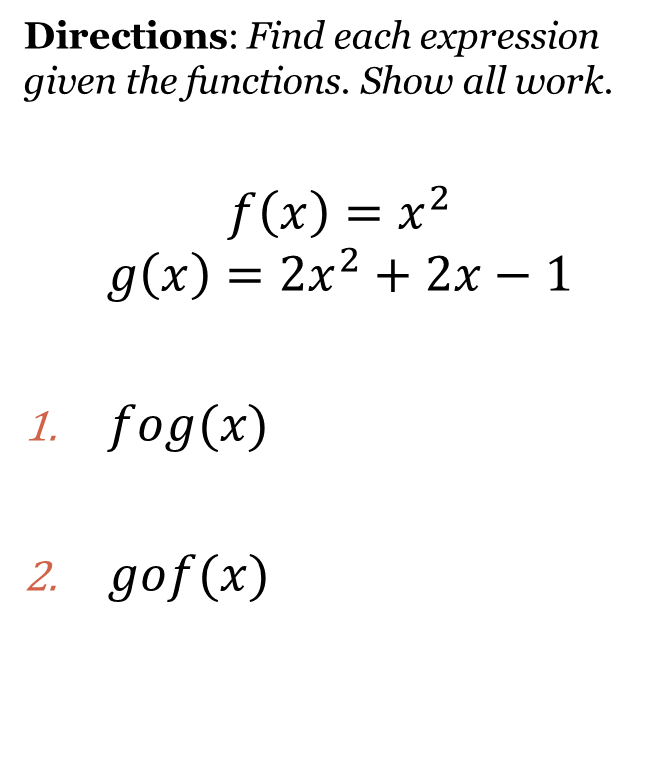 Directions: Find each expression
given the functions. Show all work.
f(x) = x²
g(x) = 2x² + 2x − 1
1. fog(x)
2. gof(x)